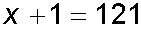 x + 1 = 121